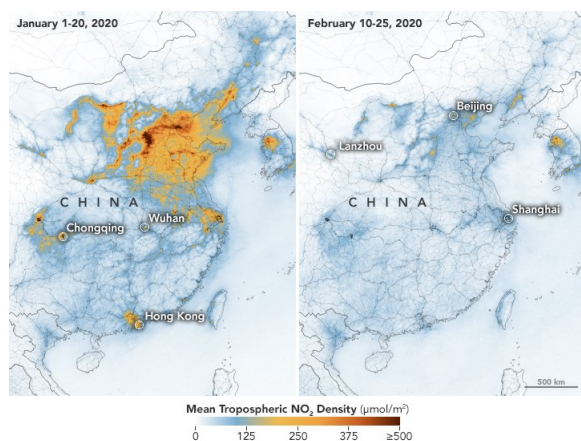 January 1-20, 2020
February 10-25, 2020
CHINA
Wuhan
Chongqing
Hong Kong
Beijing
Lanzhou
CHINA
Shanghai
500 km
Mean Tropospheric NO₂ Density (μmol/m²)
0 125 250 375 ≥500